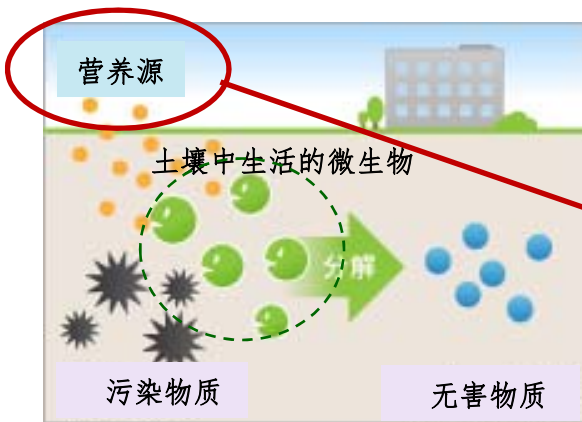 营养源
土壤中生活的微生物
分解
污染物质
无害物质